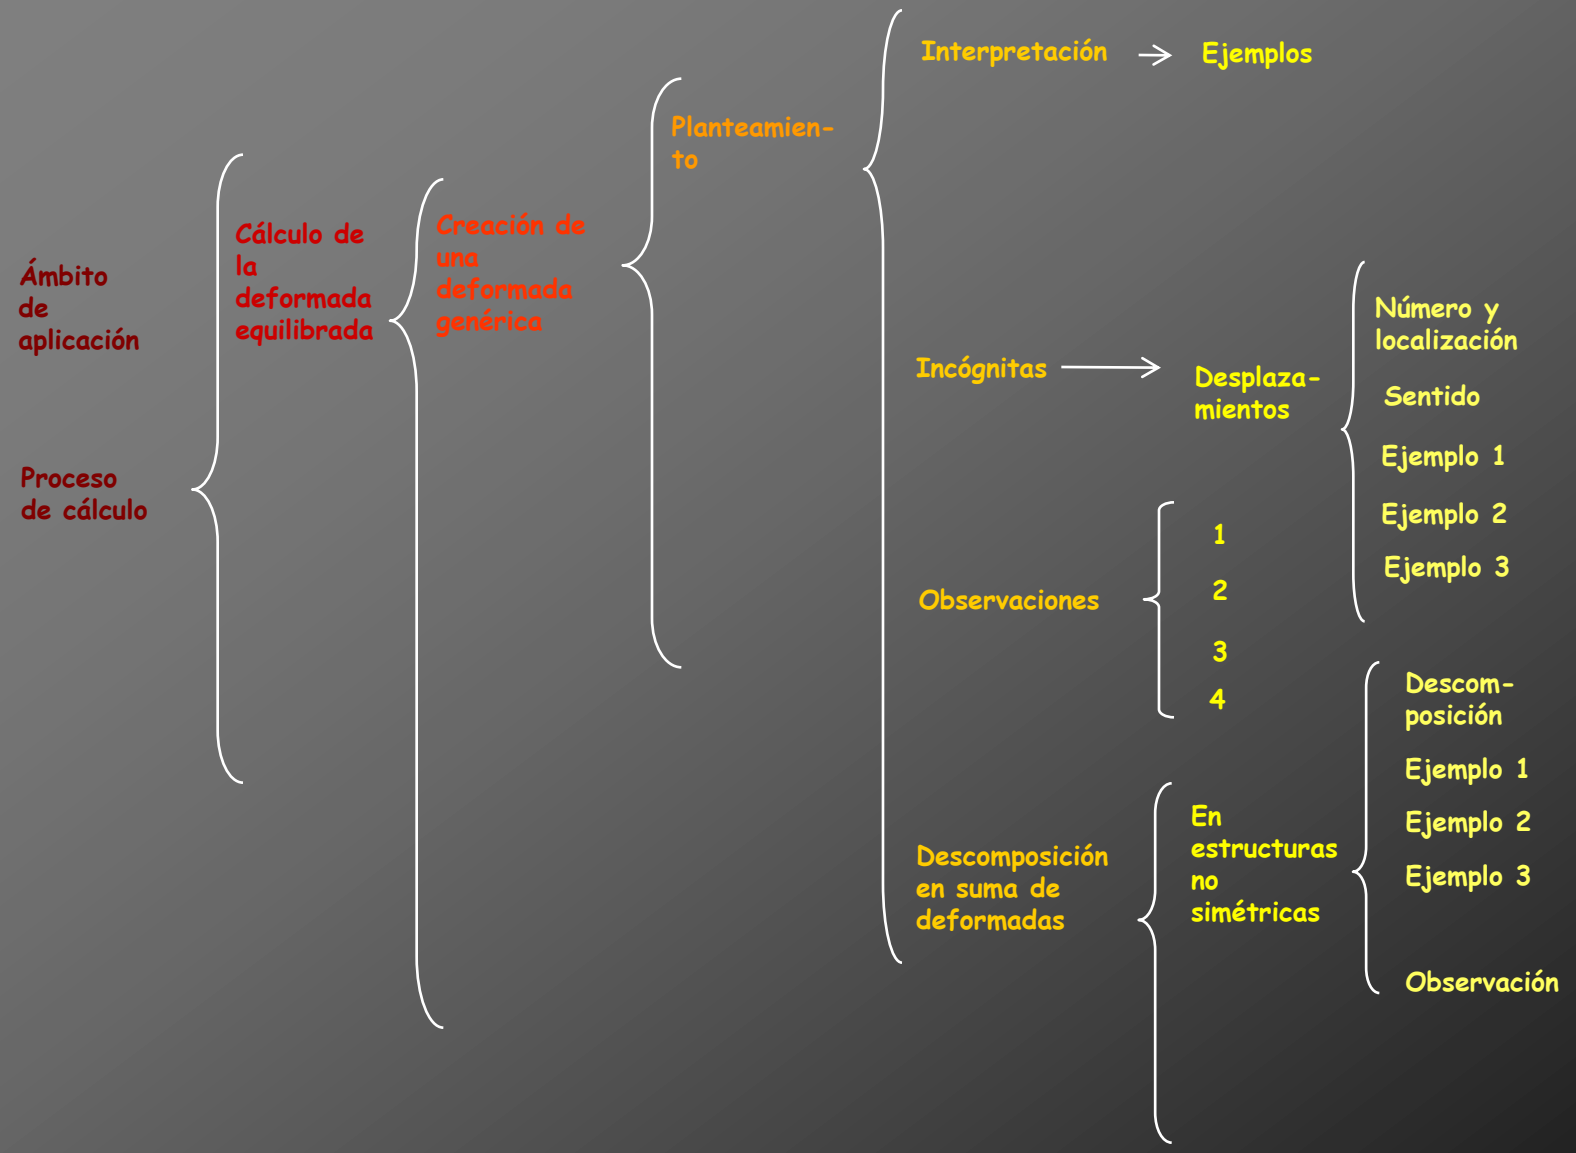 Ámbito
de
aplicación
Proceso
de cálculo
Cálculo de
la
deformada
equilibrada
Creación de
una
deformada
genérica
Planteamien-
to
Interpretación
Ejemplos
Incógnitas
Desplaza-
mientos
Número y
localización
Sentido
Ejemplo 1
Ejemplo 2
Ejemplo 3
Observaciones
1
2
3
4
Descomposición
en suma de
deformadas
En
estructuras
no
simétricas
Descom-
posición
Ejemplo 1
Ejemplo 2
Ejemplo 3
Observación